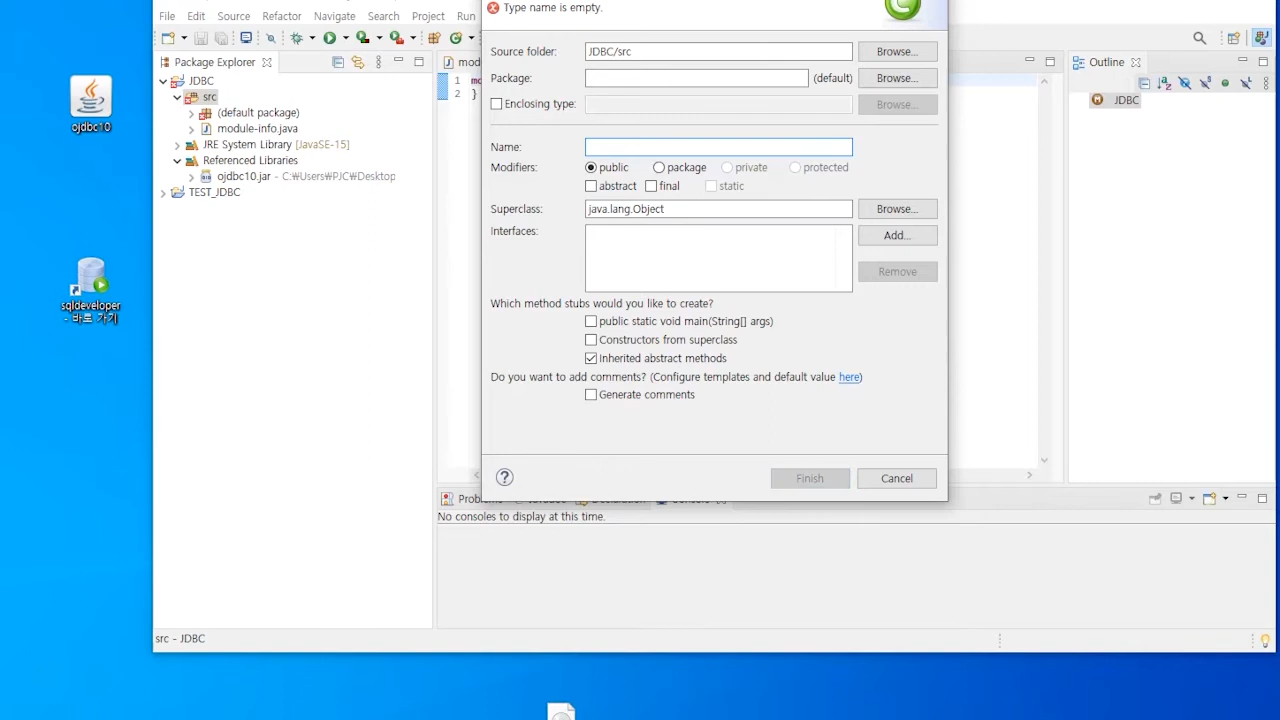 Type name is empty.
File Edit Source Refactor Navigate Search Project Run
Package Explorer
JDBC
src
(default package)
module-info.java
JRE System Library [JavaSE-15]
Referenced Libraries
ojdbc10.jar - C:₩Users₩PJC₩Desktop
TEST_JDBC
ojdbc10
sqldeveloper
- 바로 가기
1
2 }
Source folder: JDBC/src Browse...
Package: (default) Browse...
Enclosing type: Browse...
Name:
Modifiers: public package private protected
abstract final static
Superclass: java.lang.Object Browse...
Interfaces: Add...
Remove
Which method stubs would you like to create?
public static void main(String[] args)
Constructors from superclass
Inherited abstract methods
Do you want to add comments? (Configure templates and default value here)
Generate comments
? Finish Cancel
Outline
JDBC
No consoles to display at this time.
src - JDBC